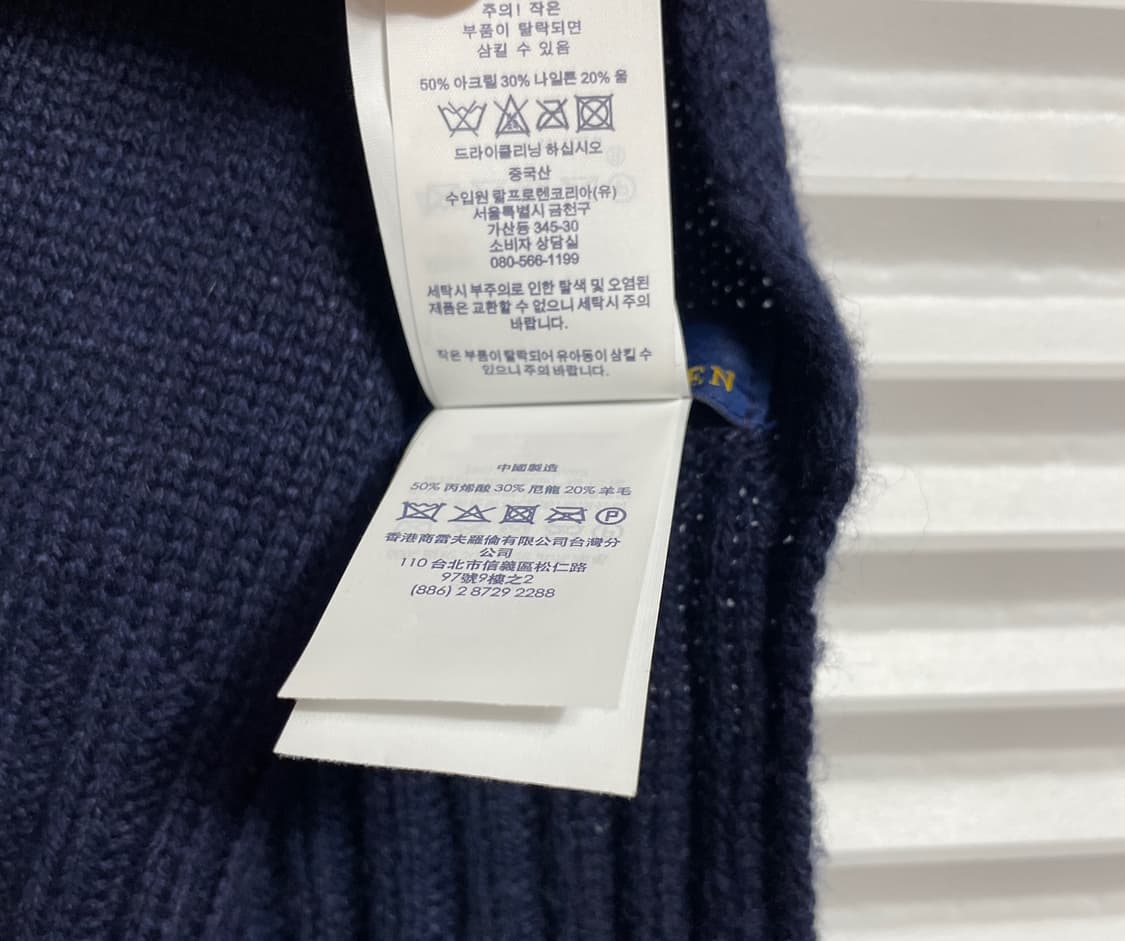 주의! 작은
부품이 탈락되면
삼킬 수 있음
50% 아크릴 30% 나일론 20% 울
드라이클리닝 하십시오
중국산
수입원 랄프로렌코리아(유)
서울특별시 금천구
가산동 345-30
소비자 상담실
080-566-1199
세탁시 부주의로 인한 탈색 및 오염된
제품은 교환할 수 없으니 세탁시 주의
바랍니다.
작은 부품이 탈락되어 유아동이 삼킬 수
있으니 주의 바랍니다.
EN
中國製造
50% 丙烯酸 30% 尼龍 20% 羊毛
P
香港商雷夫羅倫有限公司台灣分
公司
110 台北市信義區松仁路
97號9樓之2
(886) 2 8729 2288